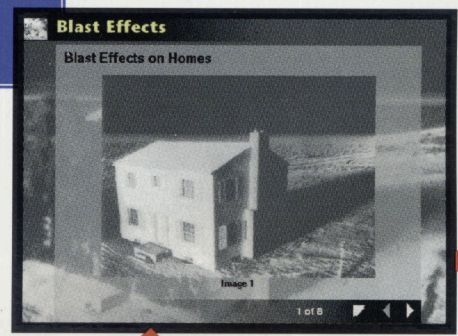 Blast Effects
Blast Effects on Homes
Image 1
1 of 8